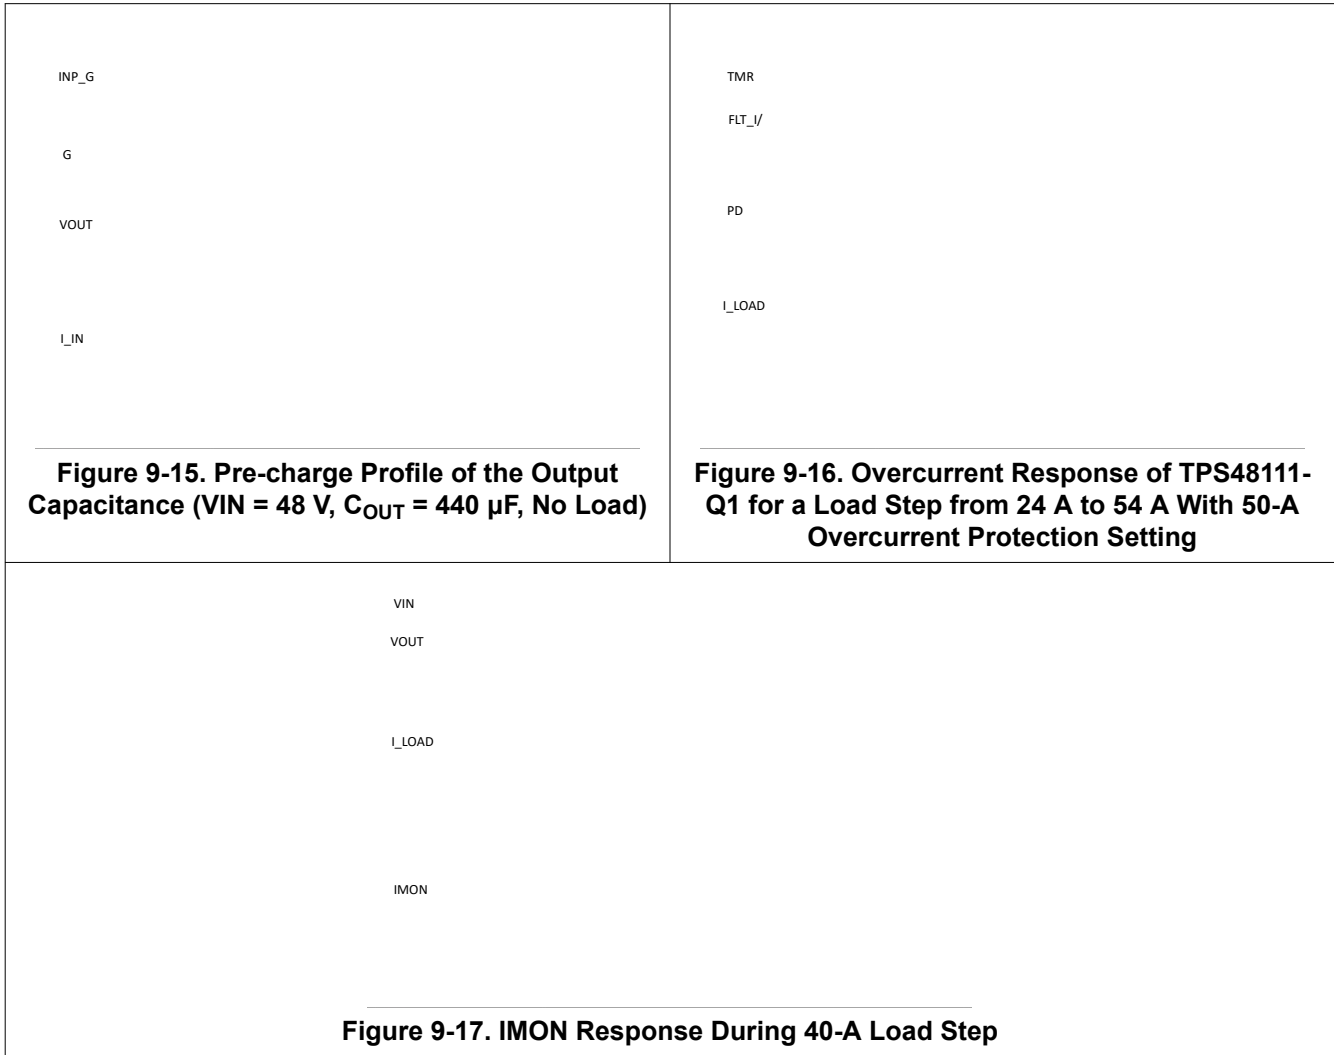 INP_G
G
VOUT
I_IN
Figure 9-15. Pre-charge Profile of the Output
Capacitance (VIN = 48 V, COUT = 440 µF, No Load)
TMR
FLT_I/
PD
I_LOAD
Figure 9-16. Overcurrent Response of TPS48111-
Q1 for a Load Step from 24 A to 54 A With 50-A
Overcurrent Protection Setting
VIN
VOUT
I_LOAD
IMON
Figure 9-17. IMON Response During 40-A Load Step